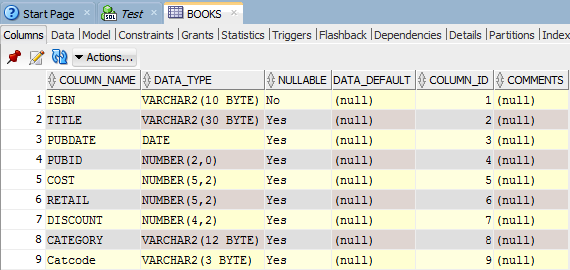 Start Page Test BOOKS
Columns Data Model Constraints Grants Statistics Triggers Flashback Dependencies Details Partitions Index
Actions...
COLUMN_NAME DATA_TYPE NULLABLE DATA_DEFAULT COLUMN_ID COMMENTS
1 ISBN VARCHAR2(10 BYTE) No (null) 1 (null)
2 TITLE VARCHAR2(30 BYTE) Yes (null) 2 (null)
3 PUBDATE DATE Yes (null) 3 (null)
4 PUBID NUMBER(2,0) Yes (null) 4 (null)
5 COST NUMBER(5,2) Yes (null) 5 (null)
6 RETAIL NUMBER(5,2) Yes (null) 6 (null)
7 DISCOUNT NUMBER(4,2) Yes (null) 7 (null)
8 CATEGORY VARCHAR2(12 BYTE) Yes (null) 8 (null)
9 Catcode VARCHAR2(3 BYTE) Yes (null) 9 (null)